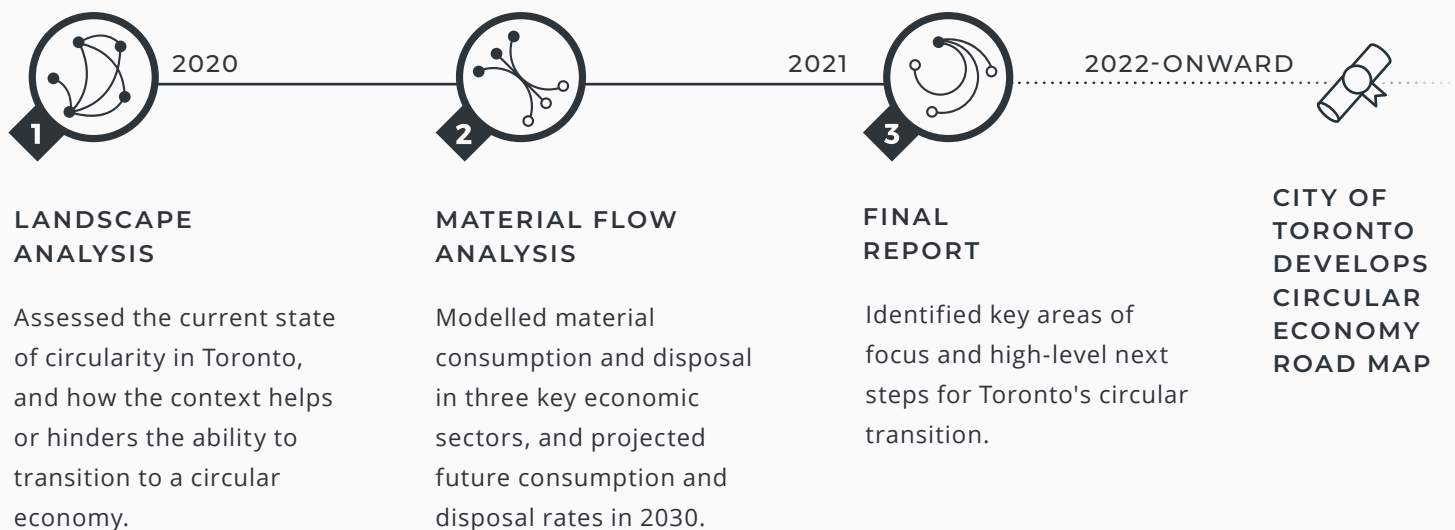 2020
2021
2022-ONWARD
1
2
3
LANDSCAPE
ANALYSIS
Assessed the current state
of circularity in Toronto,
and how the context helps
or hinders the ability to
transition to a circular
economy.
MATERIAL FLOW
ANALYSIS
Modelled material
consumption and disposal
in three key economic
sectors, and projected
future consumption and
disposal rates in 2030.
FINAL
REPORT
Identified key areas of
focus and high-level next
steps for Toronto's circular
transition.
CITY OF
TORONTO
DEVELOPS
CIRCULAR
ECONOMY
ROAD MAP